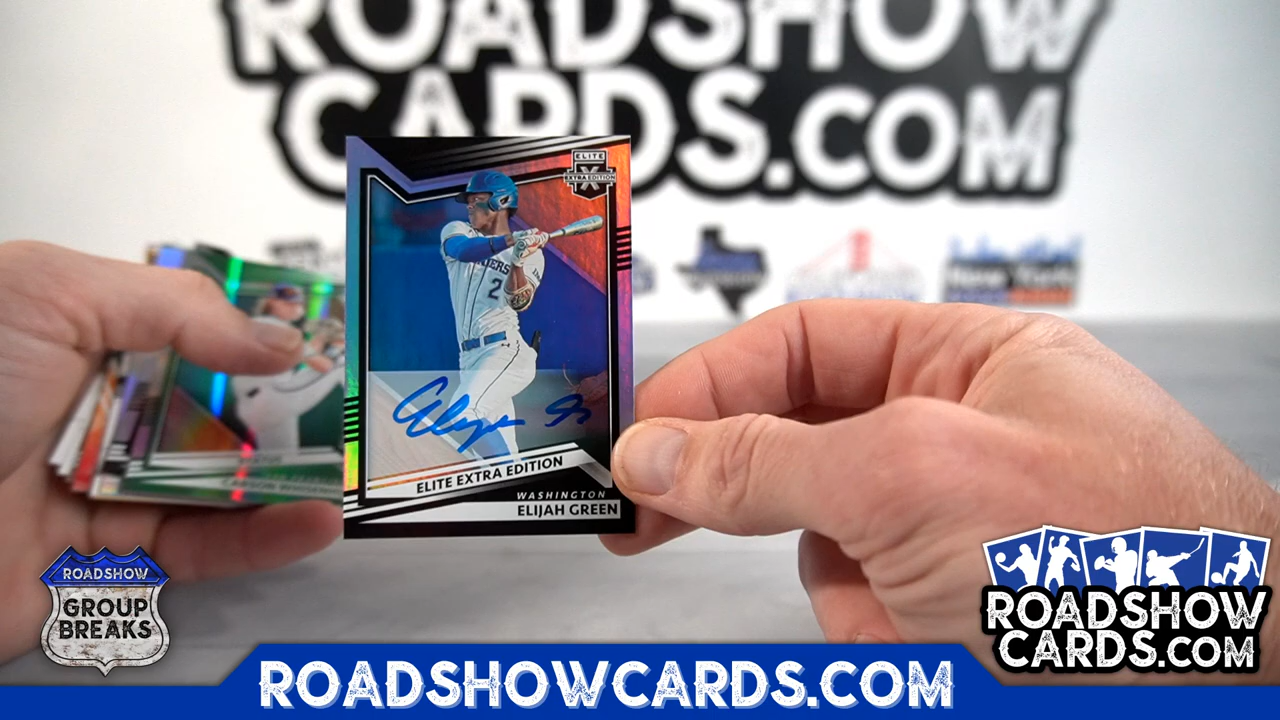 ROADSHOW
CARDS.COM
ELITE
X
EXTRA EDITION
2
ELITE EXTRA EDITION
WASHINGTON
ELIJAH GREEN
ROADSHOW
GROUP
BREAKS
ROADSHOW
CARDS.COM
ROADSHOWCARDS.COM